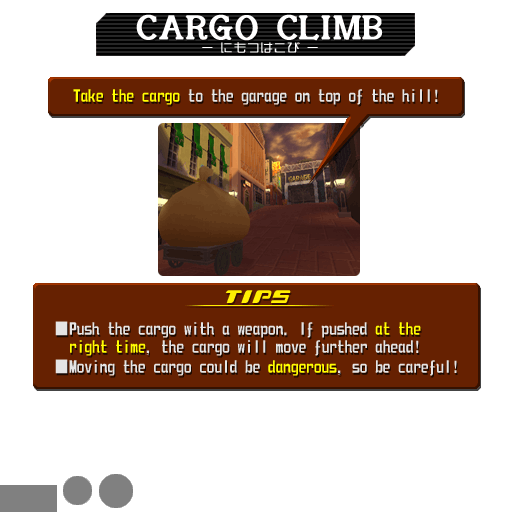 CARGO CLIMB
— にもつはこび —
Take the cargo to the garage on top of the hill!
GARAGE
TIPS
■Push the cargo with a weapon. If pushed at the
right time, the cargo will move further ahead!
■Moving the cargo could be dangerous, so be careful!